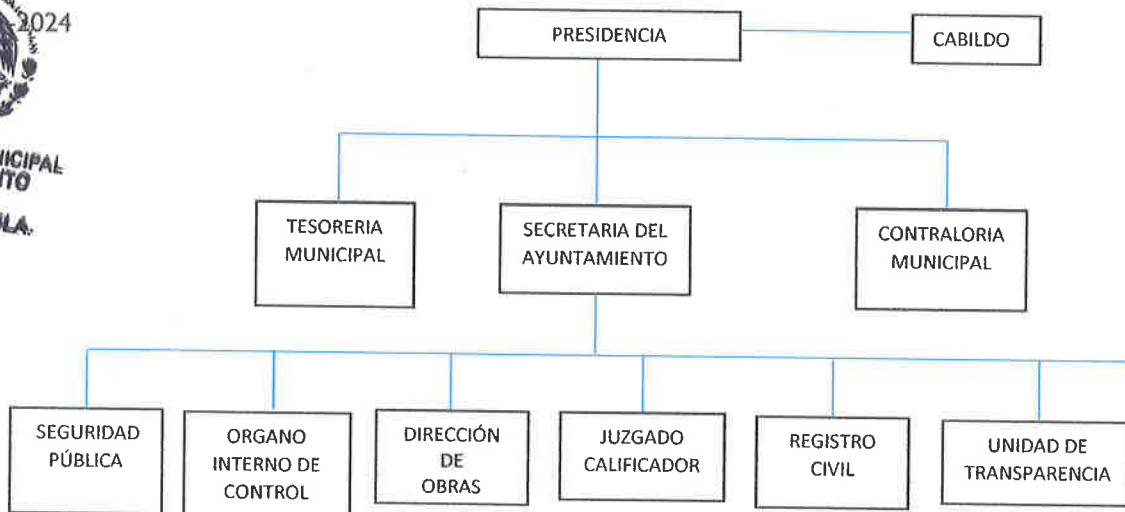 -2024
PRESIDENCIA
CABILDO
TESORERIA
MUNICIPAL
SECRETARIA DEL
AYUNTAMIENTO
CONTRALORIA
MUNICIPAL
SEGURIDAD
PÚBLICA
ORGANO
INTERNO DE
CONTROL
DIRECCIÓN
DE
OBRAS
JUZGADO
CALIFICADOR
REGISTRO
CIVIL
UNIDAD DE
TRANSPARENCIA